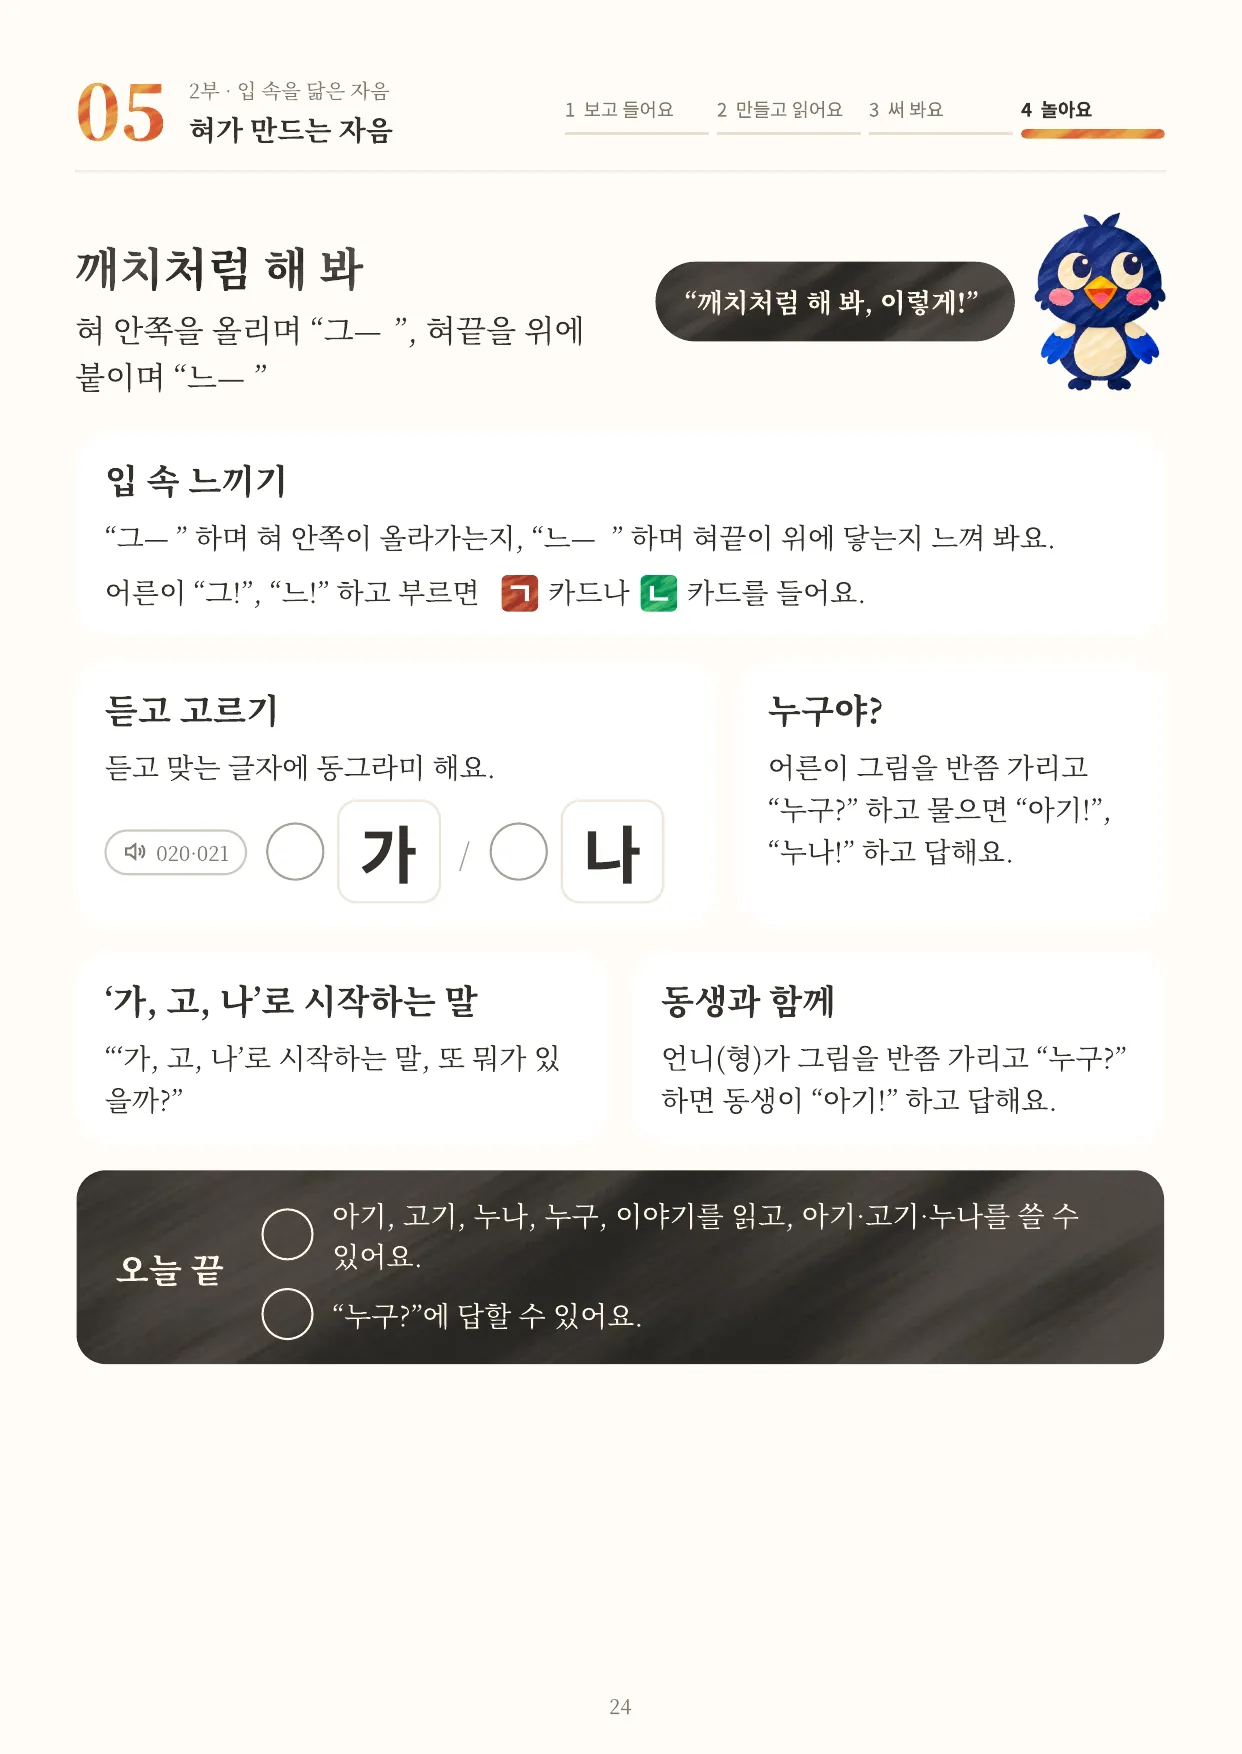 05
2부 · 입 속을 닮은 자음
혀가 만드는 자음
1 보고 들어요
2 만들고 읽어요
3 써 봐요
4 놀아요
깨치처럼 해 봐
혀 안쪽을 올리며 “그— ”, 혀끝을 위에
붙이며 “느— ”
“깨치처럼 해 봐, 이렇게!”
입 속 느끼기
“그— ” 하며 혀 안쪽이 올라가는지, “느— ” 하며 혀끝이 위에 닿는지 느껴 봐요.
어른이 “그!”, “느!” 하고 부르면 ㄱ 카드나 ㄴ 카드를 들어요.
듣고 고르기
듣고 맞는 글자에 동그라미 해요.
020·021 가 / 나
누구야?
어른이 그림을 반쯤 가리고
“누구?” 하고 물으면 “아기!”,
“누나!” 하고 답해요.
‘가, 고, 나’로 시작하는 말
“‘가, 고, 나’로 시작하는 말, 또 뭐가 있
을까?”
동생과 함께
언니(형)가 그림을 반쯤 가리고 “누구?”
하면 동생이 “아기!” 하고 답해요.
오늘 끝
아기, 고기, 누나, 누구, 이야기를 읽고, 아기·고기·누나를 쓸 수
있어요.
“누구?”에 답할 수 있어요.
24